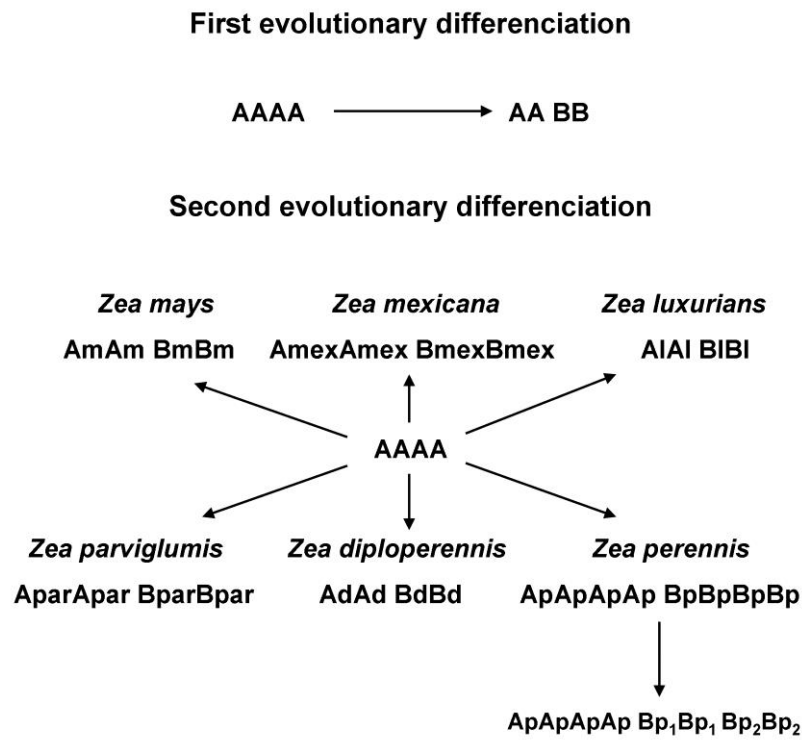 First evolutionary differenciation
AAAA AA BB
Second evolutionary differenciation
Zea mays Zea mexicana Zea luxurians
AmAm BmBm AmexAmex BmexBmex AlAl BlBl
AAAA
Zea parviglumis Zea diploperennis Zea perennis
AparApar BparBpar AdAd BdBd ApApApAp BpBpBpBp
ApApApAp Bp₁Bp₁ Bp₂Bp₂